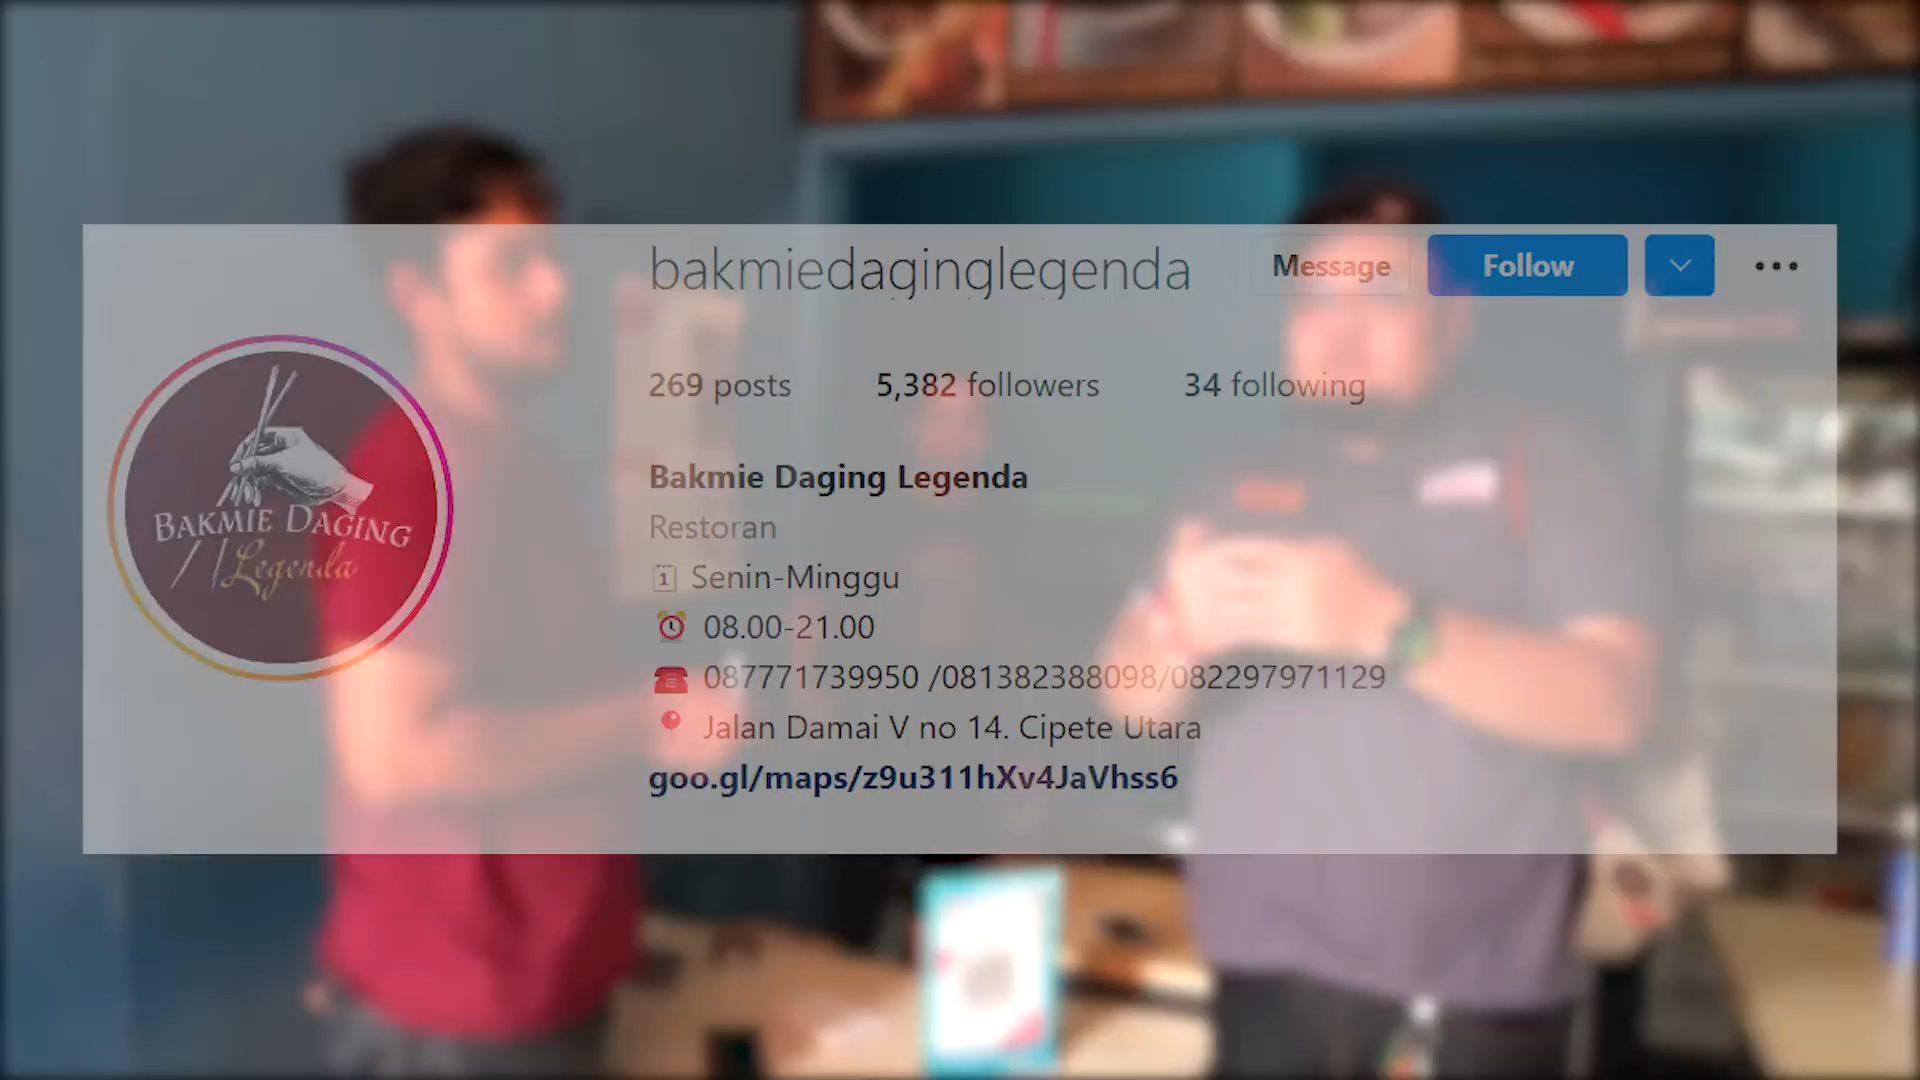 bakmiedaginglegenda
Message
Follow
269 posts
5,382 followers
34 following
BAKMIE DAGING
Legenda
Bakmie Daging Legenda
Restoran
1 Senin-Minggu
08.00-21.00
087771739950 /081382388098/082297971129
Jalan Damai V no 14. Cipete Utara
goo.gl/maps/z9u311hXv4JaVhss6